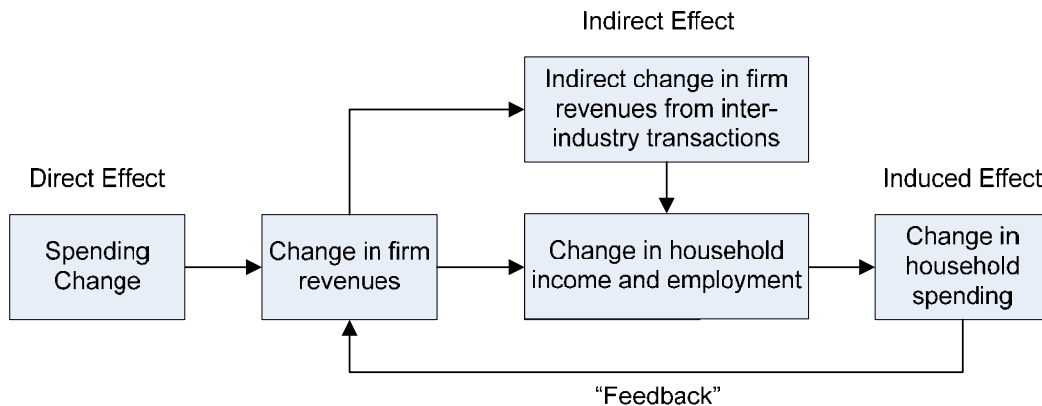 Indirect Effect
Indirect change in firm
revenues from inter-
industry transactions
Direct Effect
Induced Effect
Spending
Change
Change in firm
revenues
Change in household
income and employment
Change in
household
spending
“Feedback”